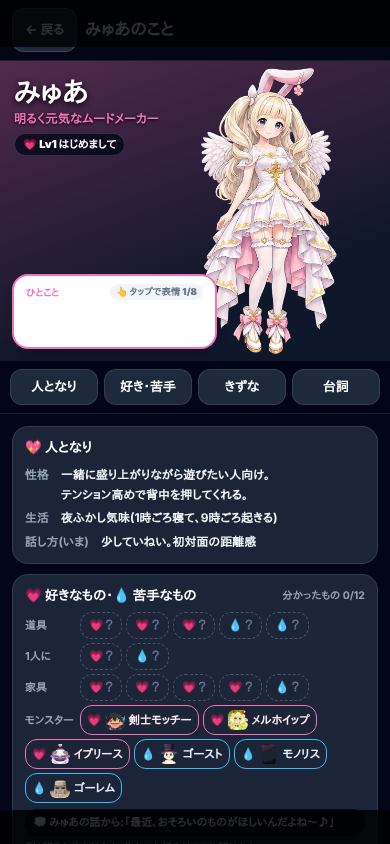 ← 戻る
みゅあのこと
みゅあ
明るく元気なムードメーカー
Lv1 はじめまして
ひとこと
タップで表情 1/8
人となり
好き・苦手
きずな
台詞
人となり
性格 一緒に盛り上がりながら遊びたい人向け。
テンション高めで背中を押してくれる。
生活 夜ふかし気味(1時ごろ寝て、9時ごろ起きる)
話し方(いま) 少していねい。初対面の距離感
好きなもの・💧 苦手なもの
分かったもの 0/12
道具 ? ? ? ? ?
1人に ? ?
家具 ? ? ? ? ?
モンスター 剣士モッチー メルホイップ
イブリース ゴースト モノリス
ゴーレム
みゅあの話から:「最近、おそろいのものがほしいんだよね〜♪」